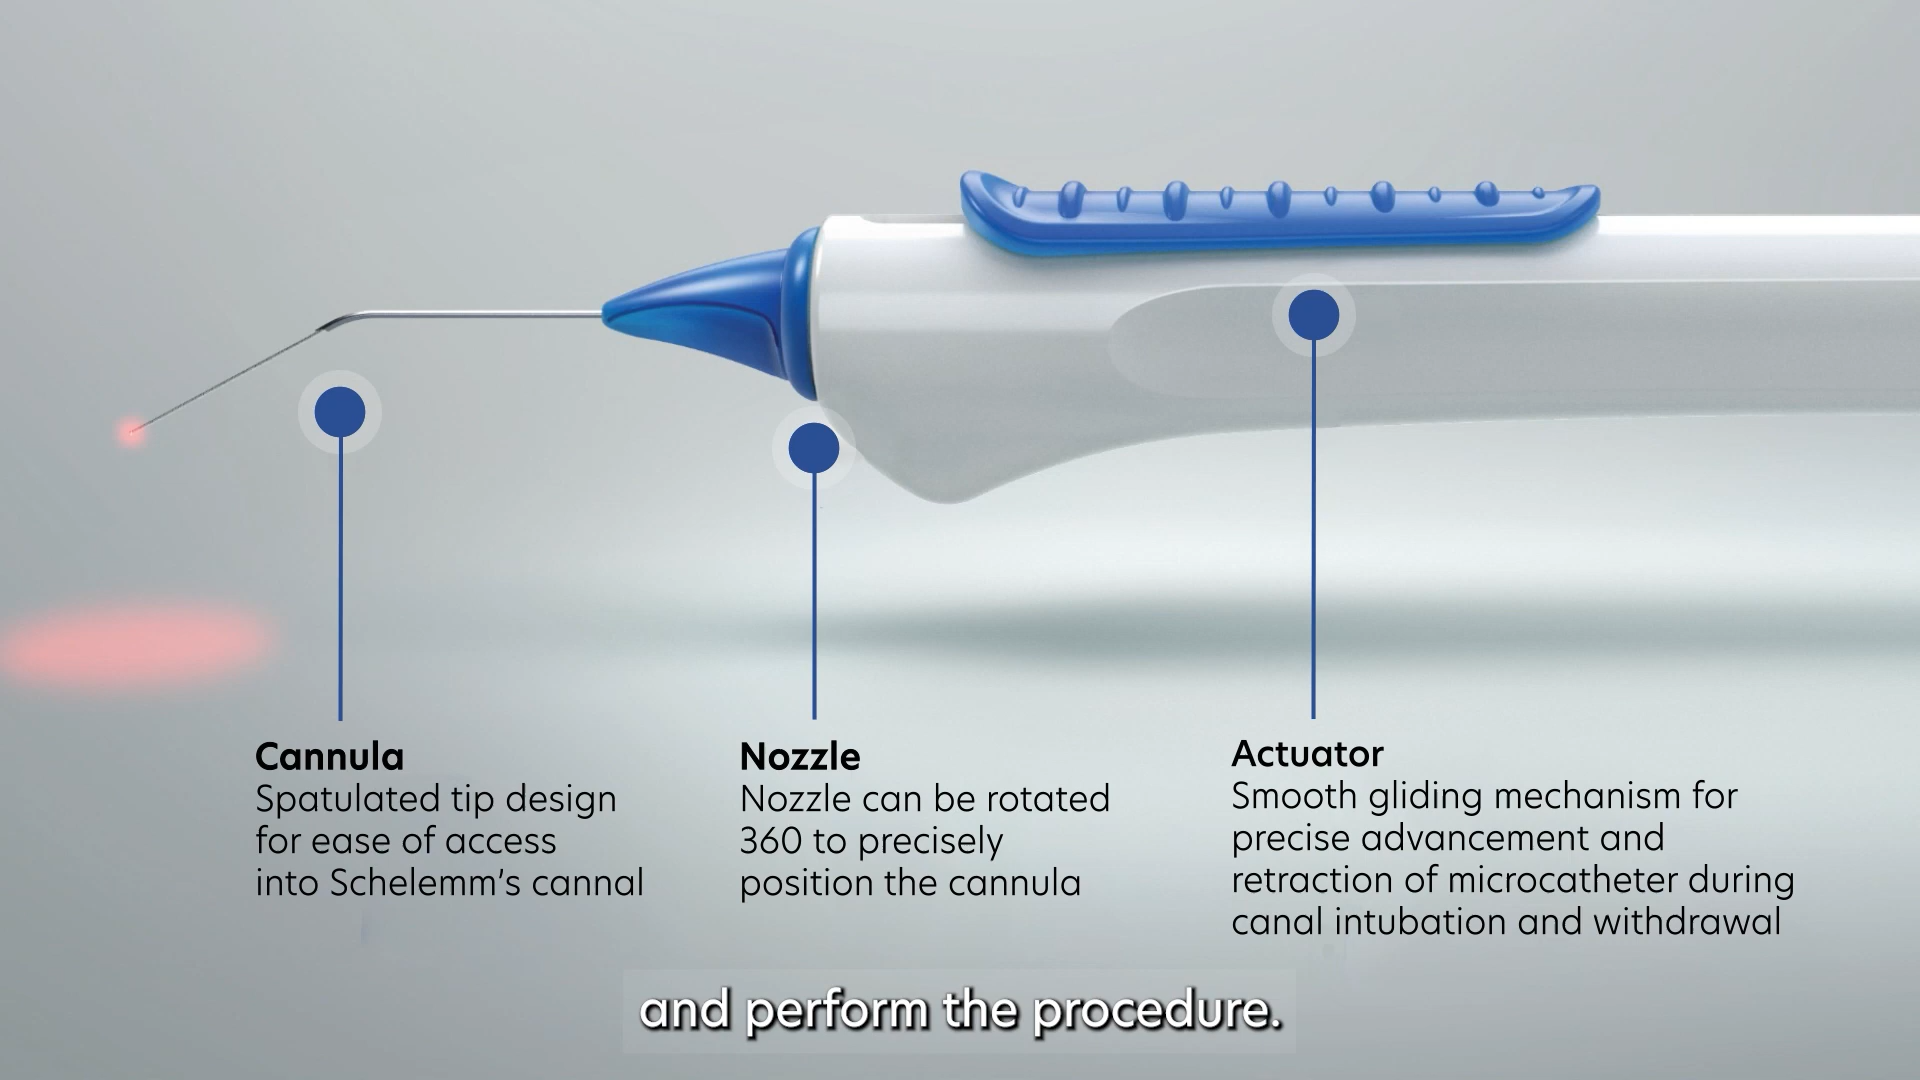 Cannula
Spatulated tip design
for ease of access
into Schelemm's cannal
Nozzle
Nozzle can be rotated
360 to precisely
position the cannula
Actuator
Smooth gliding mechanism for
precise advancement and
retraction of microcatheter during
canal intubation and withdrawal
and perform the procedure.